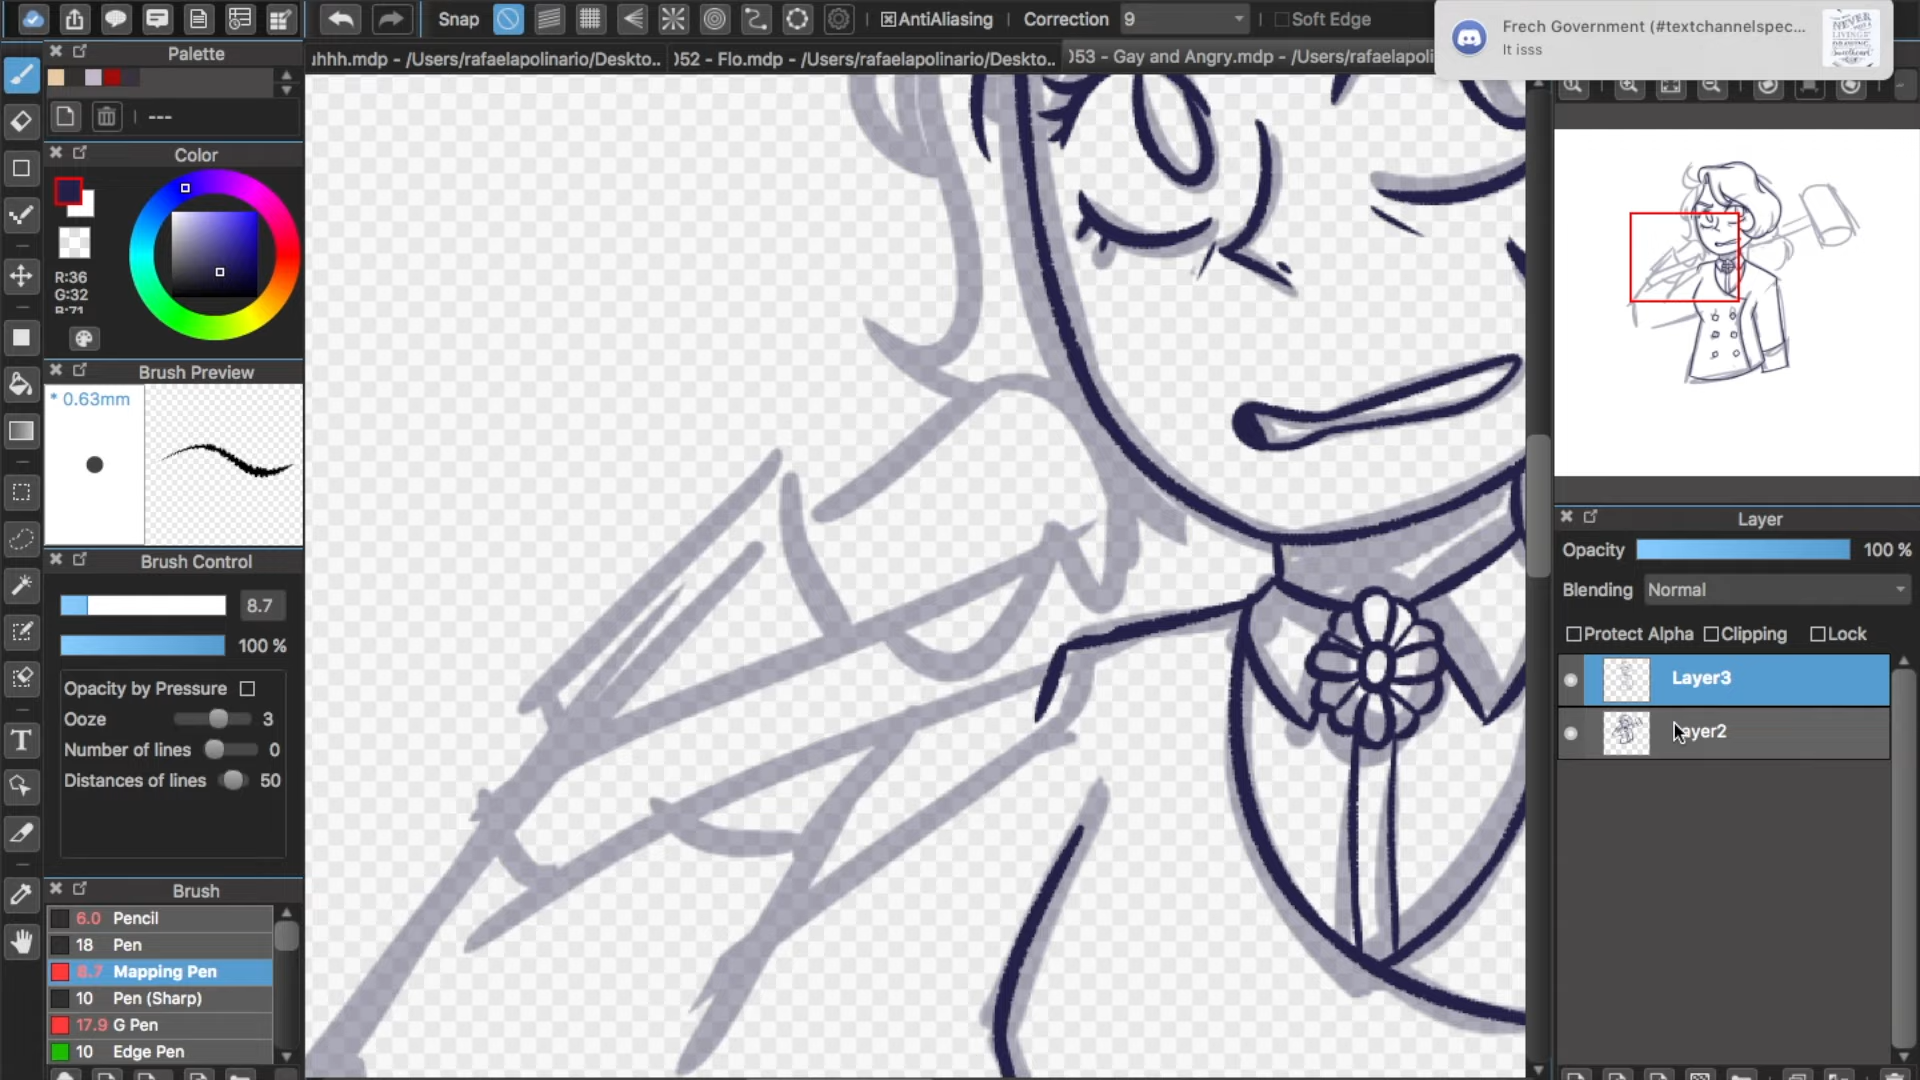 Snap
AntiAliasing
Correction 9
Soft Edge
Frech Government (#textchannelspec...
It isss
uhhh.mdp - /Users/rafaelapolinario/Deskto..
)52 - Flo.mdp - /Users/rafaelapolinario/Deskto..
)53 - Gay and Angry.mdp - /Users/rafaelapoli
Palette
---
Color
R:36
G:32
B:71
Brush Preview
* 0.63mm
Brush Control
8.7
100 %
Opacity by Pressure
Ooze 3
Number of lines 0
Distances of lines 50
Brush
6.0 Pencil
18 Pen
8.7 Mapping Pen
10 Pen (Sharp)
17.9 G Pen
10 Edge Pen
NEVER
LIVING
Sweetheart
Layer
Opacity 100 %
Blending Normal
Protect Alpha Clipping Lock
Layer3
ayer2